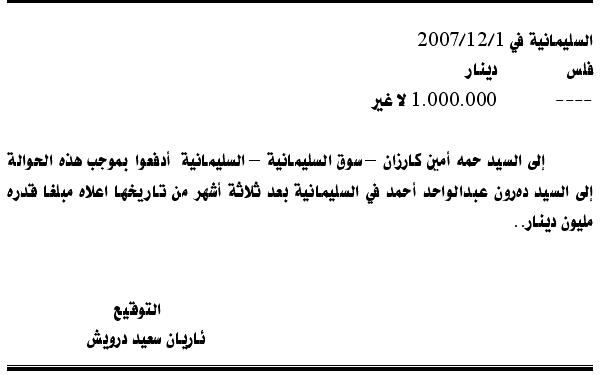 السليمانية في 2007/12/1
فلس دينار
---- 1.000.000 لا غير
إلى السيد حمه أمين كارزان – سوق السليمانية – السليمانية أدفعوا بموجب هذه الحوالة
إلى السيد دەرون عبدالواحد أحمد في السليمانية بعد ثلاثة أشهر من تاريخها اعلاه مبلغا قدره
مليون دينار..
التوقيع
ئاريان سعيد درويش